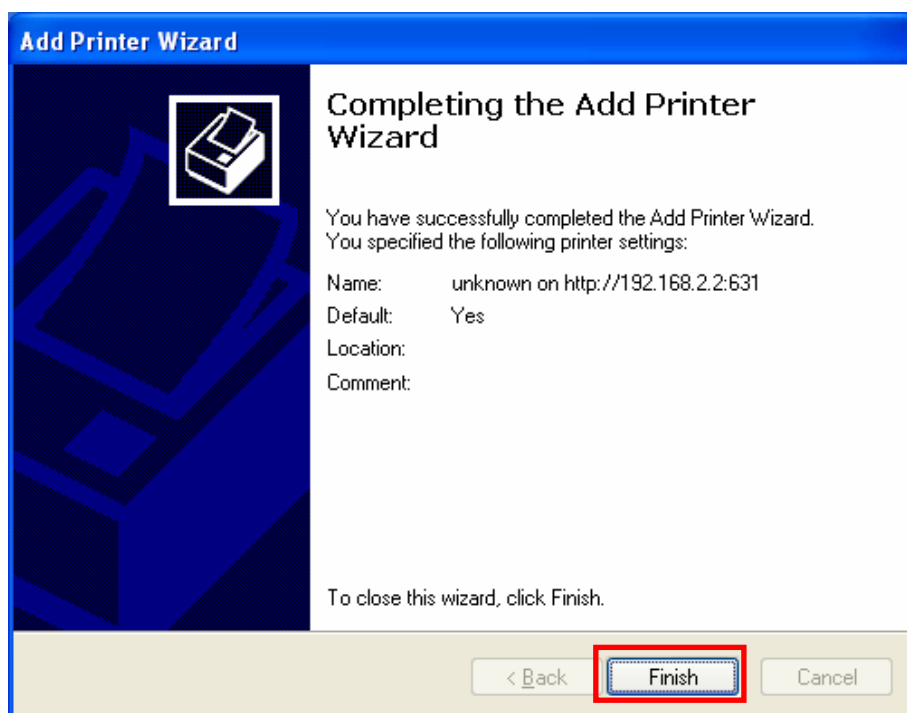 Add Printer Wizard
Completing the Add Printer
Wizard
You have successfully completed the Add Printer Wizard.
You specified the following printer settings:
Name: unknown on http://192.168.2.2:631
Default: Yes
Location:
Comment:
To close this wizard, click Finish.
< Back Finish Cancel